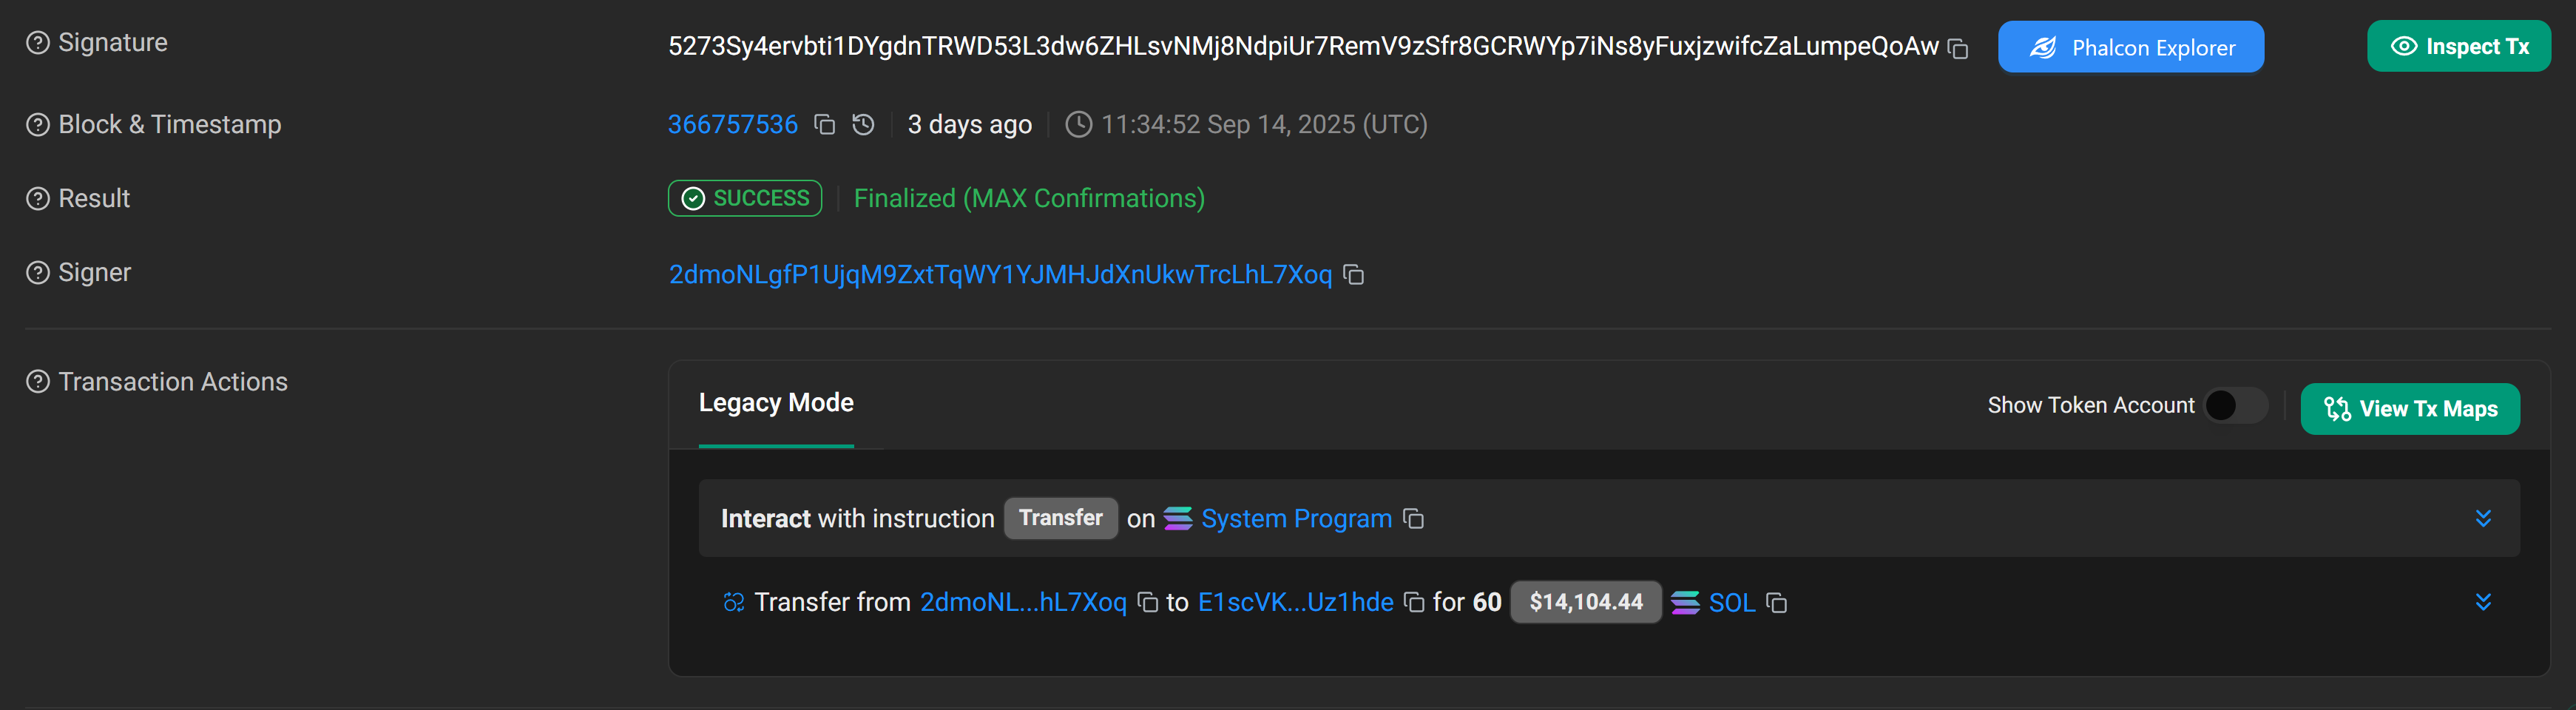 Signature 5273Sy4ervbti1DYgdnTRWD53L3dw6ZHLsvNMj8NdpiUr7RemV9zSfr8GCRWYp7iNs8yFuxjzwifcZaLumpeQoAw Phalcon Explorer Inspect Tx
Block & Timestamp 366757536 3 days ago 11:34:52 Sep 14, 2025 (UTC)
Result SUCCESS Finalized (MAX Confirmations)
Signer 2dmoNLgfP1UjqM9ZxtTqWY1YJMHJdXnUkwTrcLhL7Xoq
Transaction Actions
Legacy Mode Show Token Account View Tx Maps
Interact with instruction Transfer on System Program
Transfer from 2dmoNL...hL7Xoq to E1scVK...Uz1hde for 60 $14,104.44 SOL